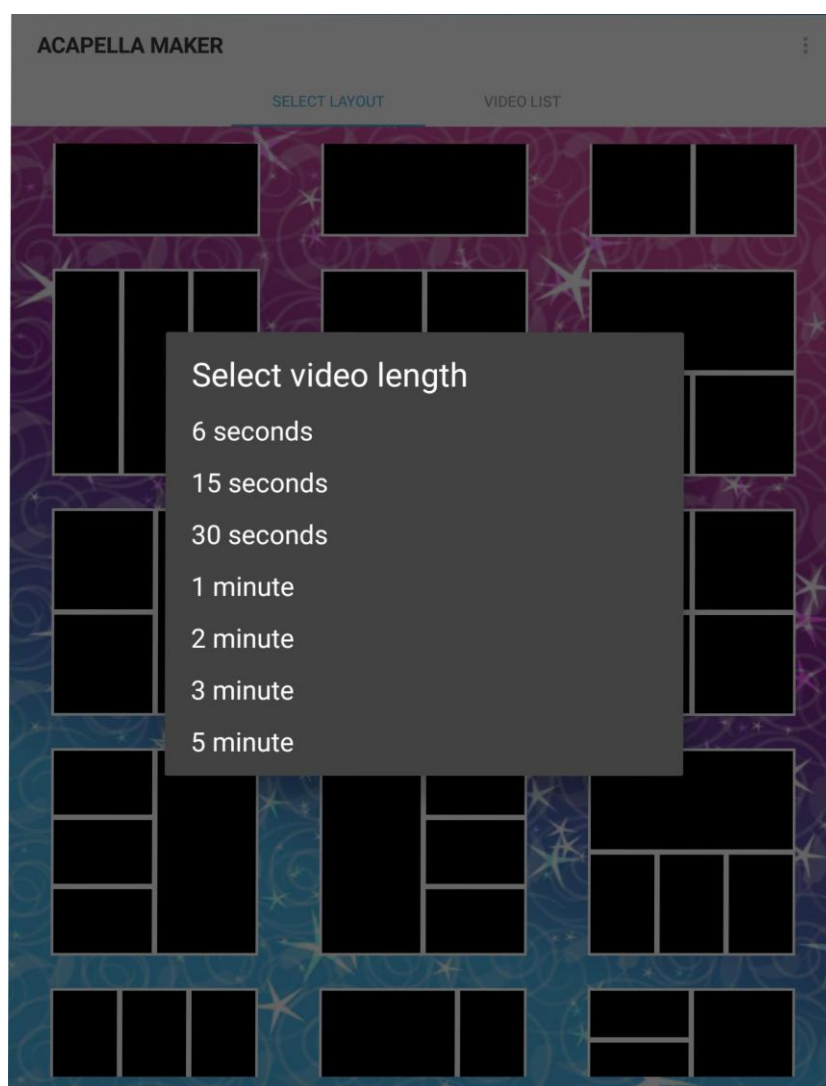 ACAPELLA MAKER
SELECT LAYOUT VIDEO LIST
Select video length
6 seconds
15 seconds
30 seconds
1 minute
2 minute
3 minute
5 minute